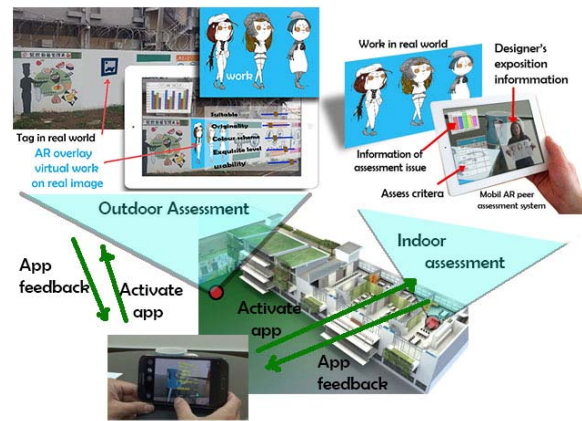 work
Tag in real world
AR overlay
virtual work
on real image
Suitable
Originality
Colour schema
Exquisite level
usability
Work in real world
Designer's
exposition
informmation
Information of
assessment issue
Assess critera
Mobil AR peer
assessment system
Outdoor Assessment
Indoor
assessment
App
feedback
Activate
app
Activate
app
App
feedback